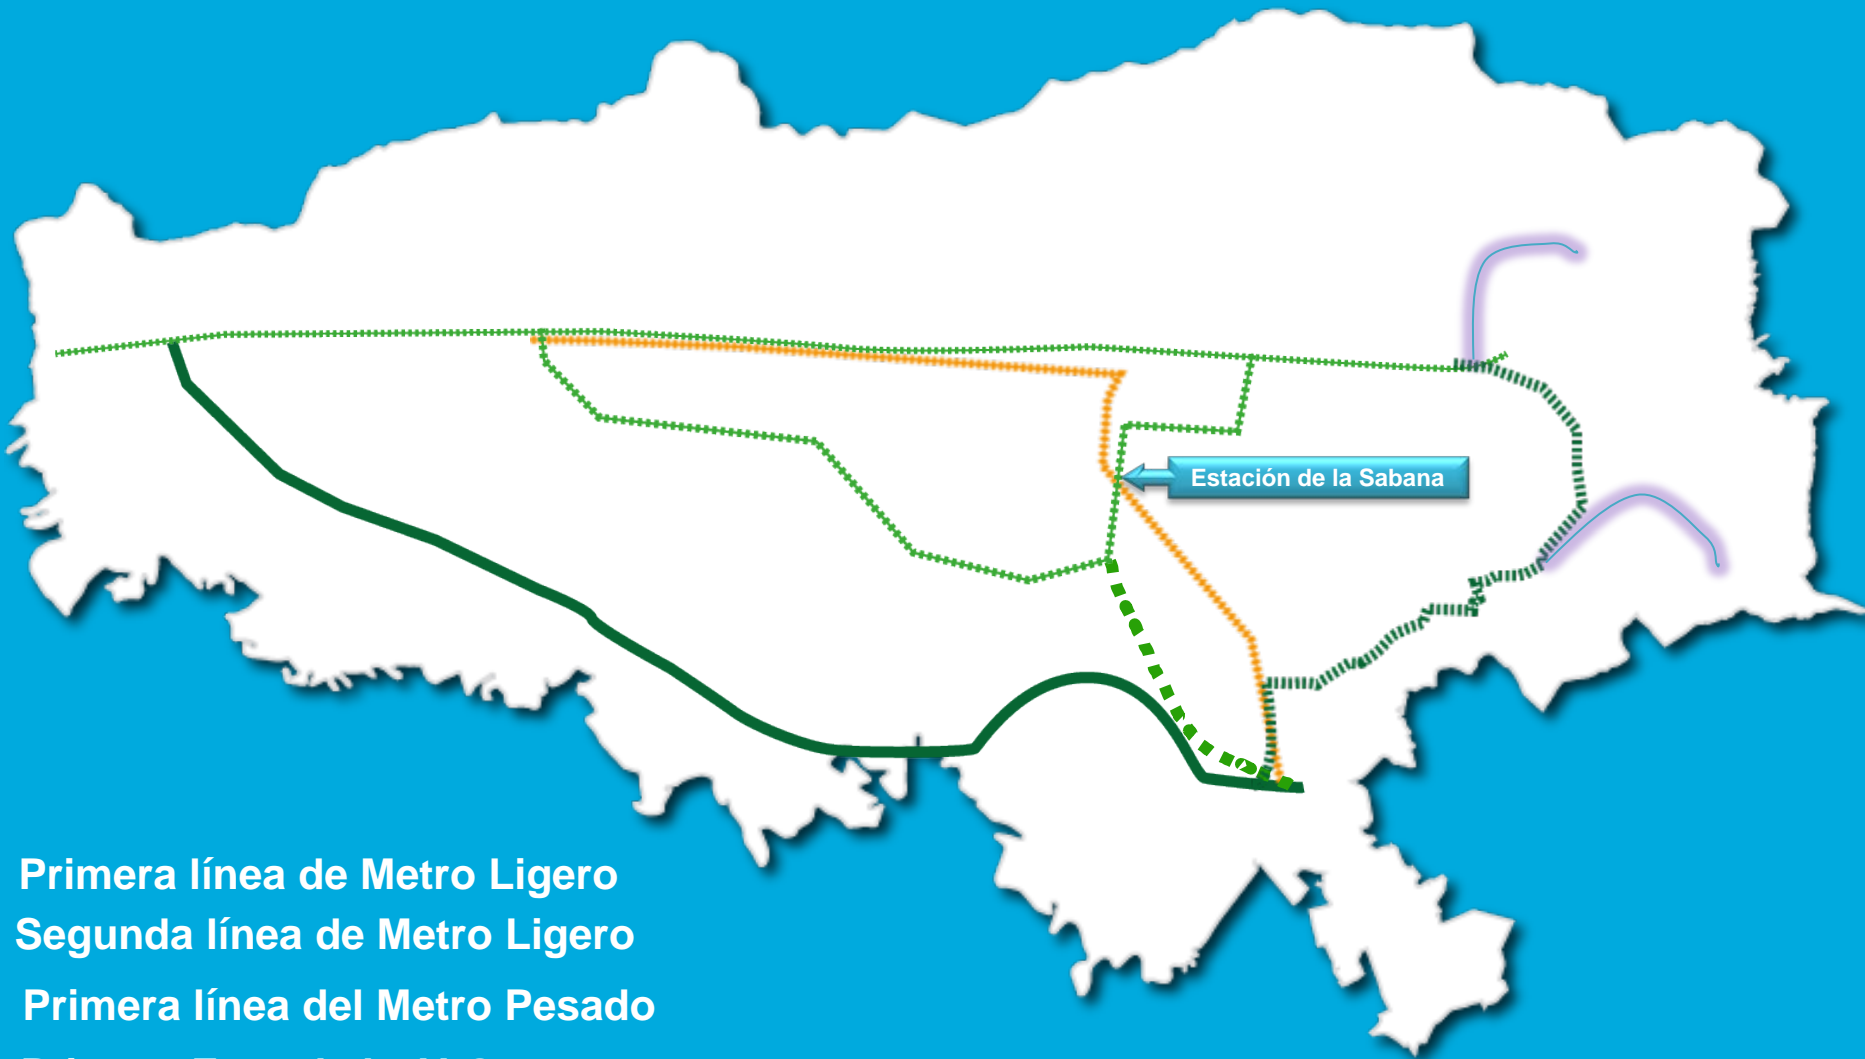 Estación de la Sabana
Primera línea de Metro Ligero
Segunda línea de Metro Ligero
Primera línea del Metro Pesado